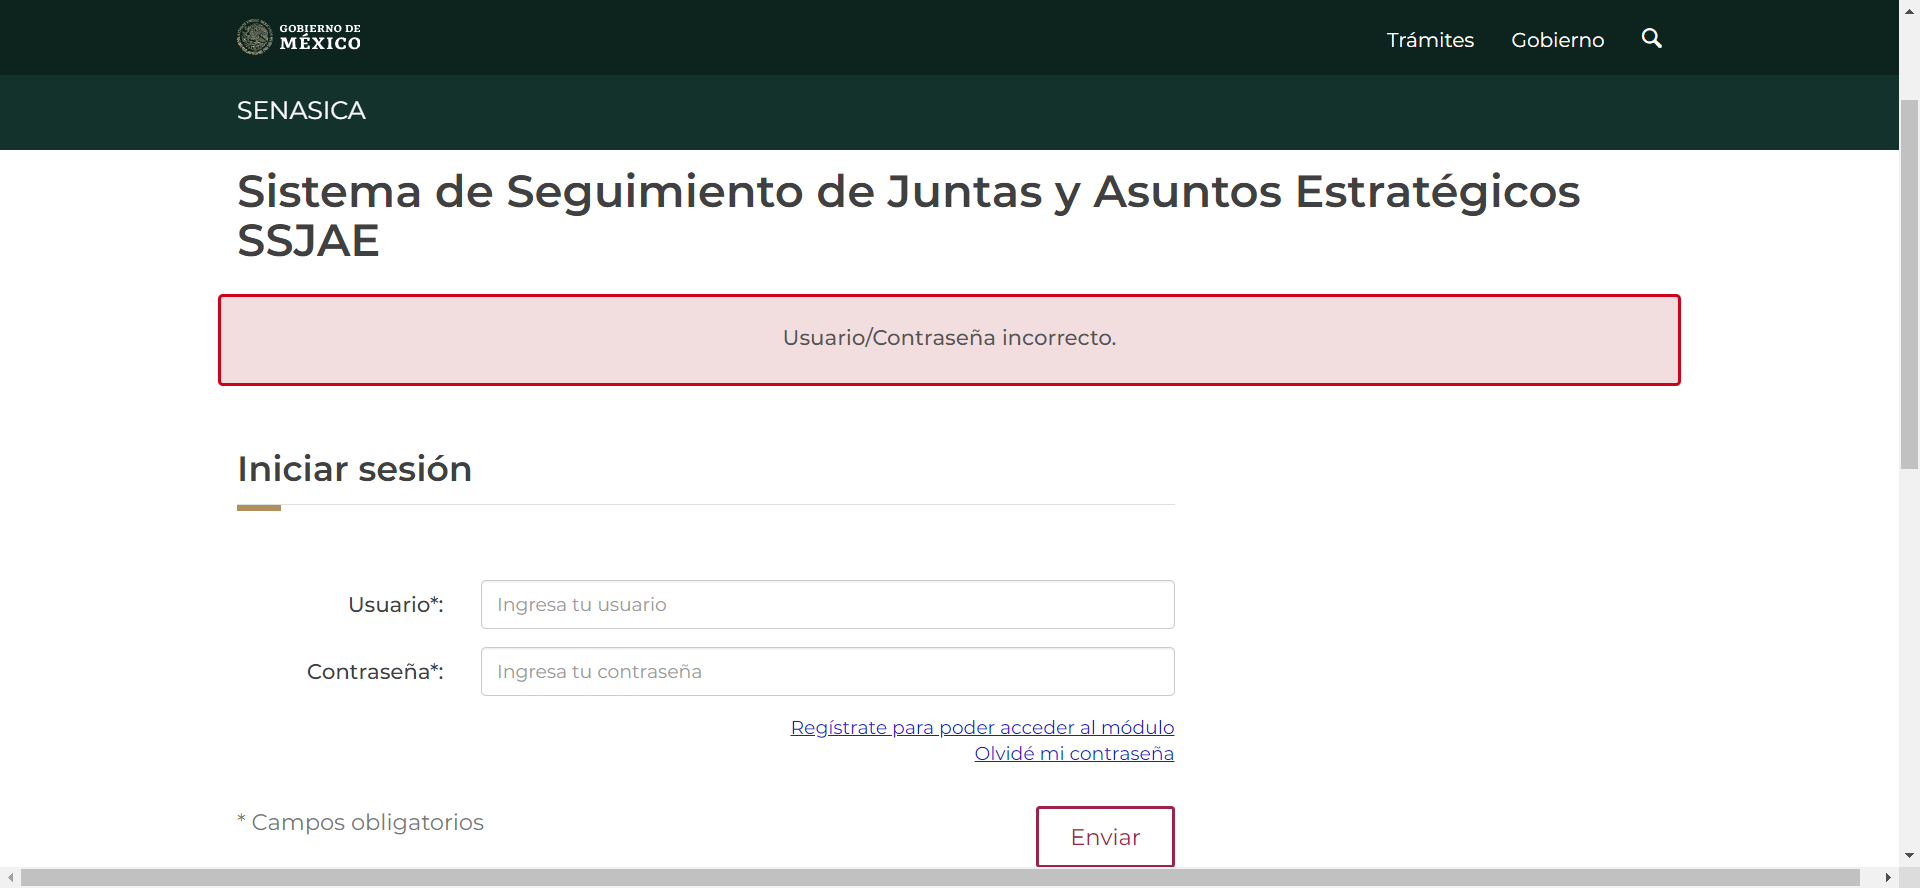 GOBIERNO DE
MÉXICO
Trámites
Gobierno
SENASICA
Sistema de Seguimiento de Juntas y Asuntos Estratégicos
SSJAE
Usuario/Contraseña incorrecto.
Iniciar sesión
Usuario*:
Ingresa tu usuario
Contraseña*:
Ingresa tu contraseña
Regístrate para poder acceder al módulo
Olvidé mi contraseña
* Campos obligatorios
Enviar